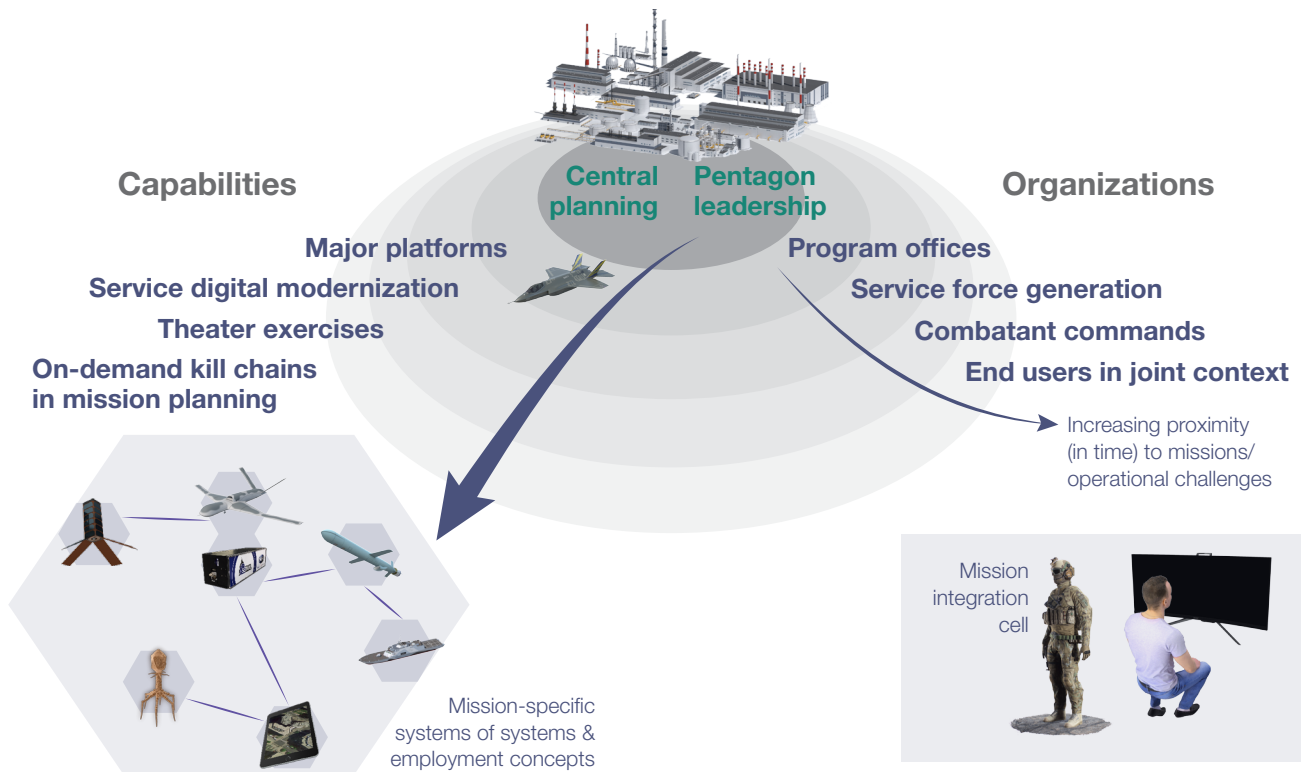 Capabilities
Central
planning
Pentagon
leadership
Organizations
Major platforms
Service digital modernization
Theater exercises
On-demand kill chains
in mission planning
Program offices
Service force generation
Combatant commands
End users in joint context
Increasing proximity
(in time) to missions/
operational challenges
Mission-specific
systems of systems &
employment concepts
Mission
integration
cell